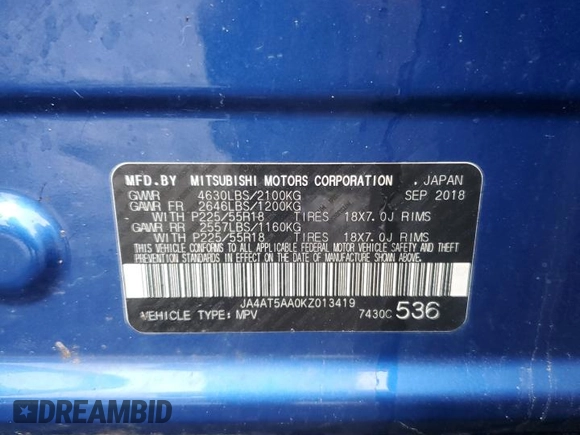 MFD.BY MITSUBISHI MOTORS CORPORATION . JAPAN
GVWR 4630LBS/2100KG SEP 2018
GAWR FR 2646LBS/1200KG
WITH P225/55R18 TIRES 18X7.0J RIMS
GAWR RR 2557LBS/1160KG
WITH P225/55R18 TIRES 18X7.0J RIMS
THIS VEHICLE CONFORMS TO ALL APPLICABLE FEDERAL MOTOR VEHICLE SAFETY AND THEFT
PREVENTION STANDARDS IN EFFECT ON THE DATE OF MANUFACTURE SHOWN ABOVE.
JA4AT5AA0KZ013419
VEHICLE TYPE: MPV 7430C 536
DREAMBID